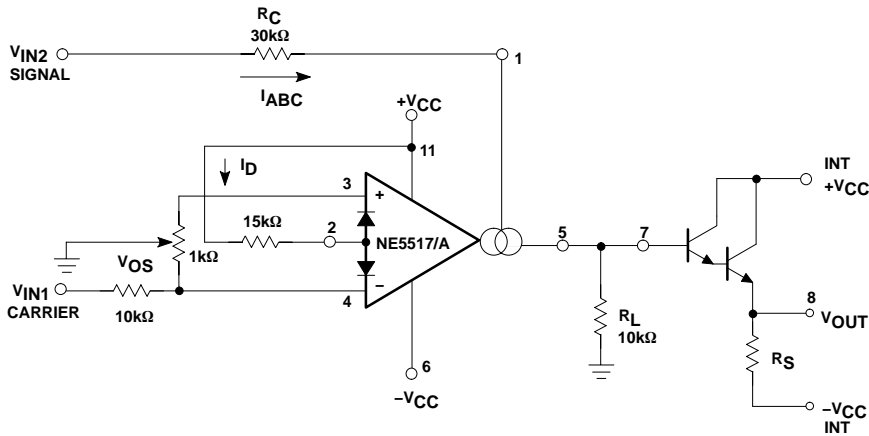 RC
30kΩ
VIN2
SIGNAL
1
IABC
+VCC
11
ID
INT
+VCC
3
+
15kΩ
2
NE5517/A
5
7
VOS
1kΩ
VIN1
CARRIER
10kΩ
4
−
RL
10kΩ
8
VOUT
RS
6
−VCC
−VCC
INT